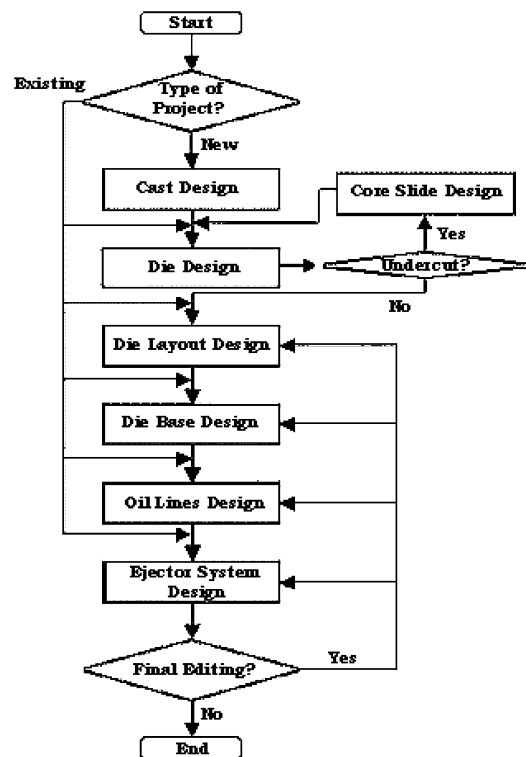 Start
Existing
Type of
Project?
New
Cast Design
Core Slide Design
Yes
Die Design
Undercut?
No
Die Layout Design
Die Base Design
Oil Lines Design
Ejector System
Design
Final Editing?
Yes
No
End